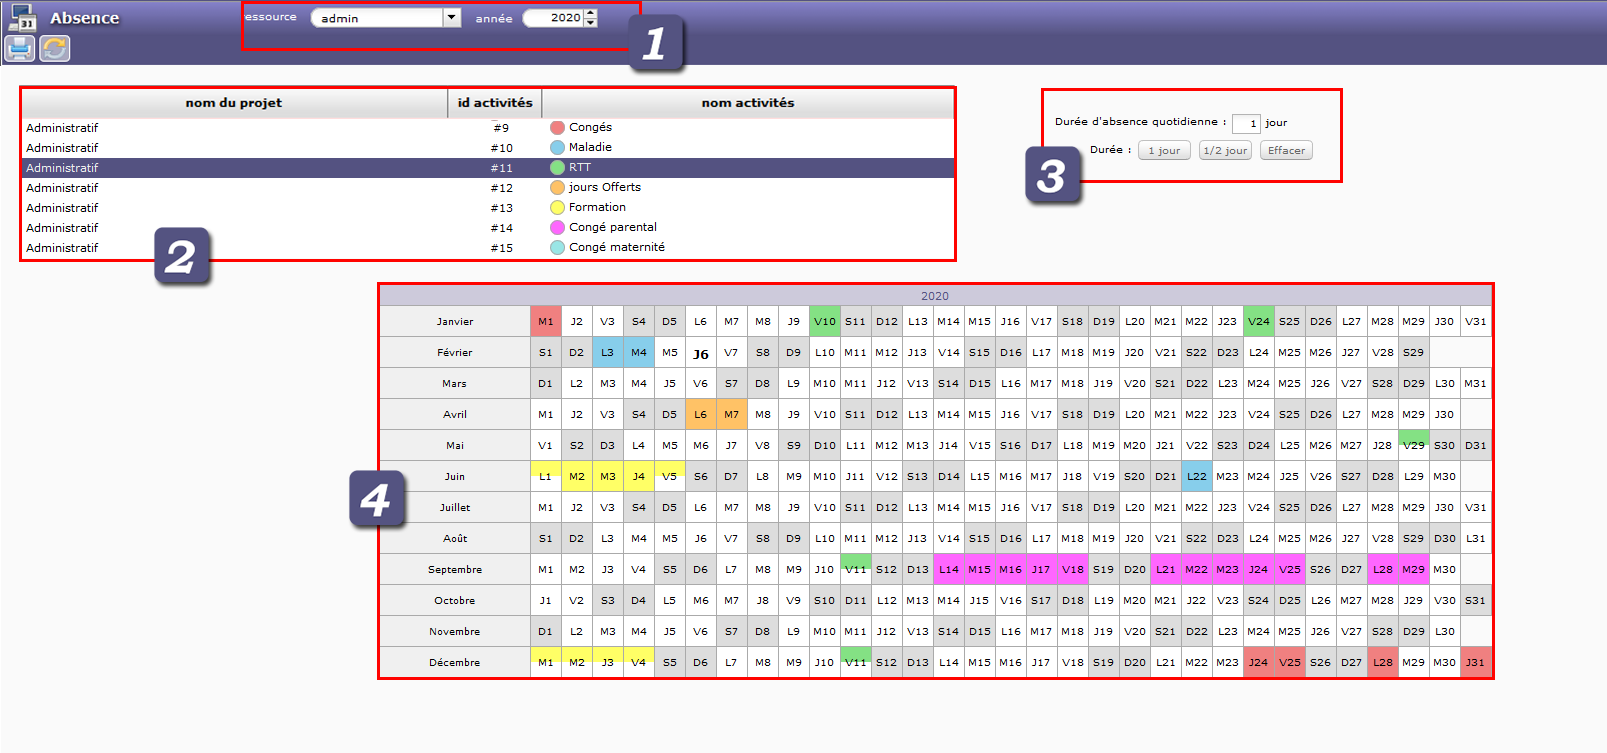 31 Absence
essource admin année 2020
1
nom du projet id activités nom activités
Administratif #9 Congés
Administratif #10 Maladie
Administratif #11 RTT
Administratif #12 jours Offerts
Administratif #13 Formation
Administratif #14 Congé parental
Administratif #15 Congé maternité
2
Durée d'absence quotidienne : 1 jour
Durée : 1 jour 1/2 jour Effacer
3
2020
Janvier M1 J2 V3 S4 D5 L6 M7 M8 J9 V10 S11 D12 L13 M14 M15 J16 V17 S18 D19 L20 M21 M22 J23 V24 S25 D26 L27 M28 M29 J30 V31
Février S1 D2 L3 M4 M5 J6 V7 S8 D9 L10 M11 M12 J13 V14 S15 D16 L17 M18 M19 J20 V21 S22 D23 L24 M25 M26 J27 V28 S29
Mars D1 L2 M3 M4 J5 V6 S7 D8 L9 M10 M11 J12 V13 S14 D15 L16 M17 M18 J19 V20 S21 D22 L23 M24 M25 J26 V27 S28 D29 L30 M31
Avril M1 J2 V3 S4 D5 L6 M7 M8 J9 V10 S11 D12 L13 M14 M15 J16 V17 S18 D19 L20 M21 M22 J23 V24 S25 D26 L27 M28 M29 J30
Mai V1 S2 D3 L4 M5 M6 J7 V8 S9 D10 L11 M12 M13 J14 V15 S16 D17 L18 M19 M20 J21 V22 S23 D24 L25 M26 M27 J28 V29 S30 D31
Juin L1 M2 M3 J4 V5 S6 D7 L8 M9 M10 J11 V12 S13 D14 L15 M16 M17 J18 V19 S20 D21 L22 M23 M24 J25 V26 S27 D28 L29 M30
Juillet M1 J2 V3 S4 D5 L6 M7 M8 J9 V10 S11 D12 L13 M14 M15 J16 V17 S18 D19 L20 M21 M22 J23 V24 S25 D26 L27 M28 M29 J30 V31
Août S1 D2 L3 M4 M5 J6 V7 S8 D9 L10 M11 M12 J13 V14 S15 D16 L17 M18 M19 J20 V21 S22 D23 L24 M25 M26 J27 V28 S29 D30 L31
Septembre M1 M2 J3 V4 S5 D6 L7 M8 M9 J10 V11 S12 D13 L14 M15 M16 J17 V18 S19 D20 L21 M22 M23 J24 V25 S26 D27 L28 M29 M30
Octobre J1 V2 S3 D4 L5 M6 M7 J8 V9 S10 D11 L12 M13 M14 J15 V16 S17 D18 L19 M20 M21 J22 V23 S24 D25 L26 M27 M28 J29 V30 S31
Novembre D1 L2 M3 M4 J5 V6 S7 D8 L9 M10 M11 J12 V13 S14 D15 L16 M17 M18 J19 V20 S21 D22 L23 M24 M25 J26 V27 S28 D29 L30
Décembre M1 M2 J3 V4 S5 D6 L7 M8 M9 J10 V11 S12 D13 L14 M15 M16 J17 V18 S19 D20 L21 M22 M23 J24 V25 S26 D27 L28 M29 M30 J31
4